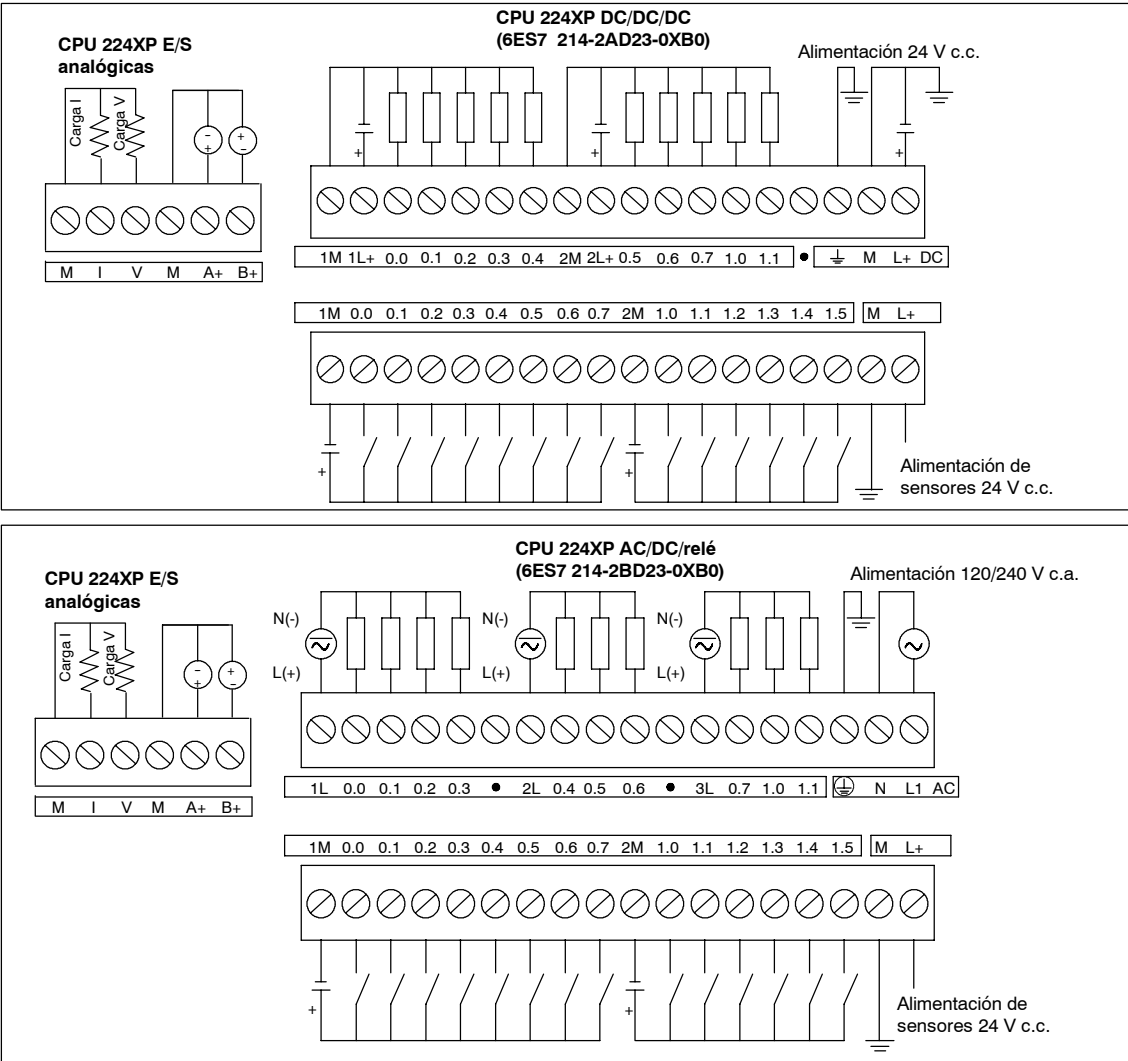 CPU 224XP DC/DC/DC
(6ES7 214-2AD23-0XB0)
CPU 224XP E/S
analógicas
Alimentación 24 V c.c.
Carga I
Carga V
- + + -
+ + +
M I V M A+ B+
1M 1L+ 0.0 0.1 0.2 0.3 0.4 2M 2L+ 0.5 0.6 0.7 1.0 1.1 • M L+ DC
1M 0.0 0.1 0.2 0.3 0.4 0.5 0.6 0.7 2M 1.0 1.1 1.2 1.3 1.4 1.5 M L+
+ +
Alimentación de
sensores 24 V c.c.
CPU 224XP AC/DC/relé
(6ES7 214-2BD23-0XB0)
CPU 224XP E/S
analógicas
Alimentación 120/240 V c.a.
Carga I
Carga V
- + + -
N(-) N(-) N(-)
L(+) L(+) L(+)
M I V M A+ B+
1L 0.0 0.1 0.2 0.3 • 2L 0.4 0.5 0.6 • 3L 0.7 1.0 1.1 N L1 AC
1M 0.0 0.1 0.2 0.3 0.4 0.5 0.6 0.7 2M 1.0 1.1 1.2 1.3 1.4 1.5 M L+
+ +
Alimentación de
sensores 24 V c.c.